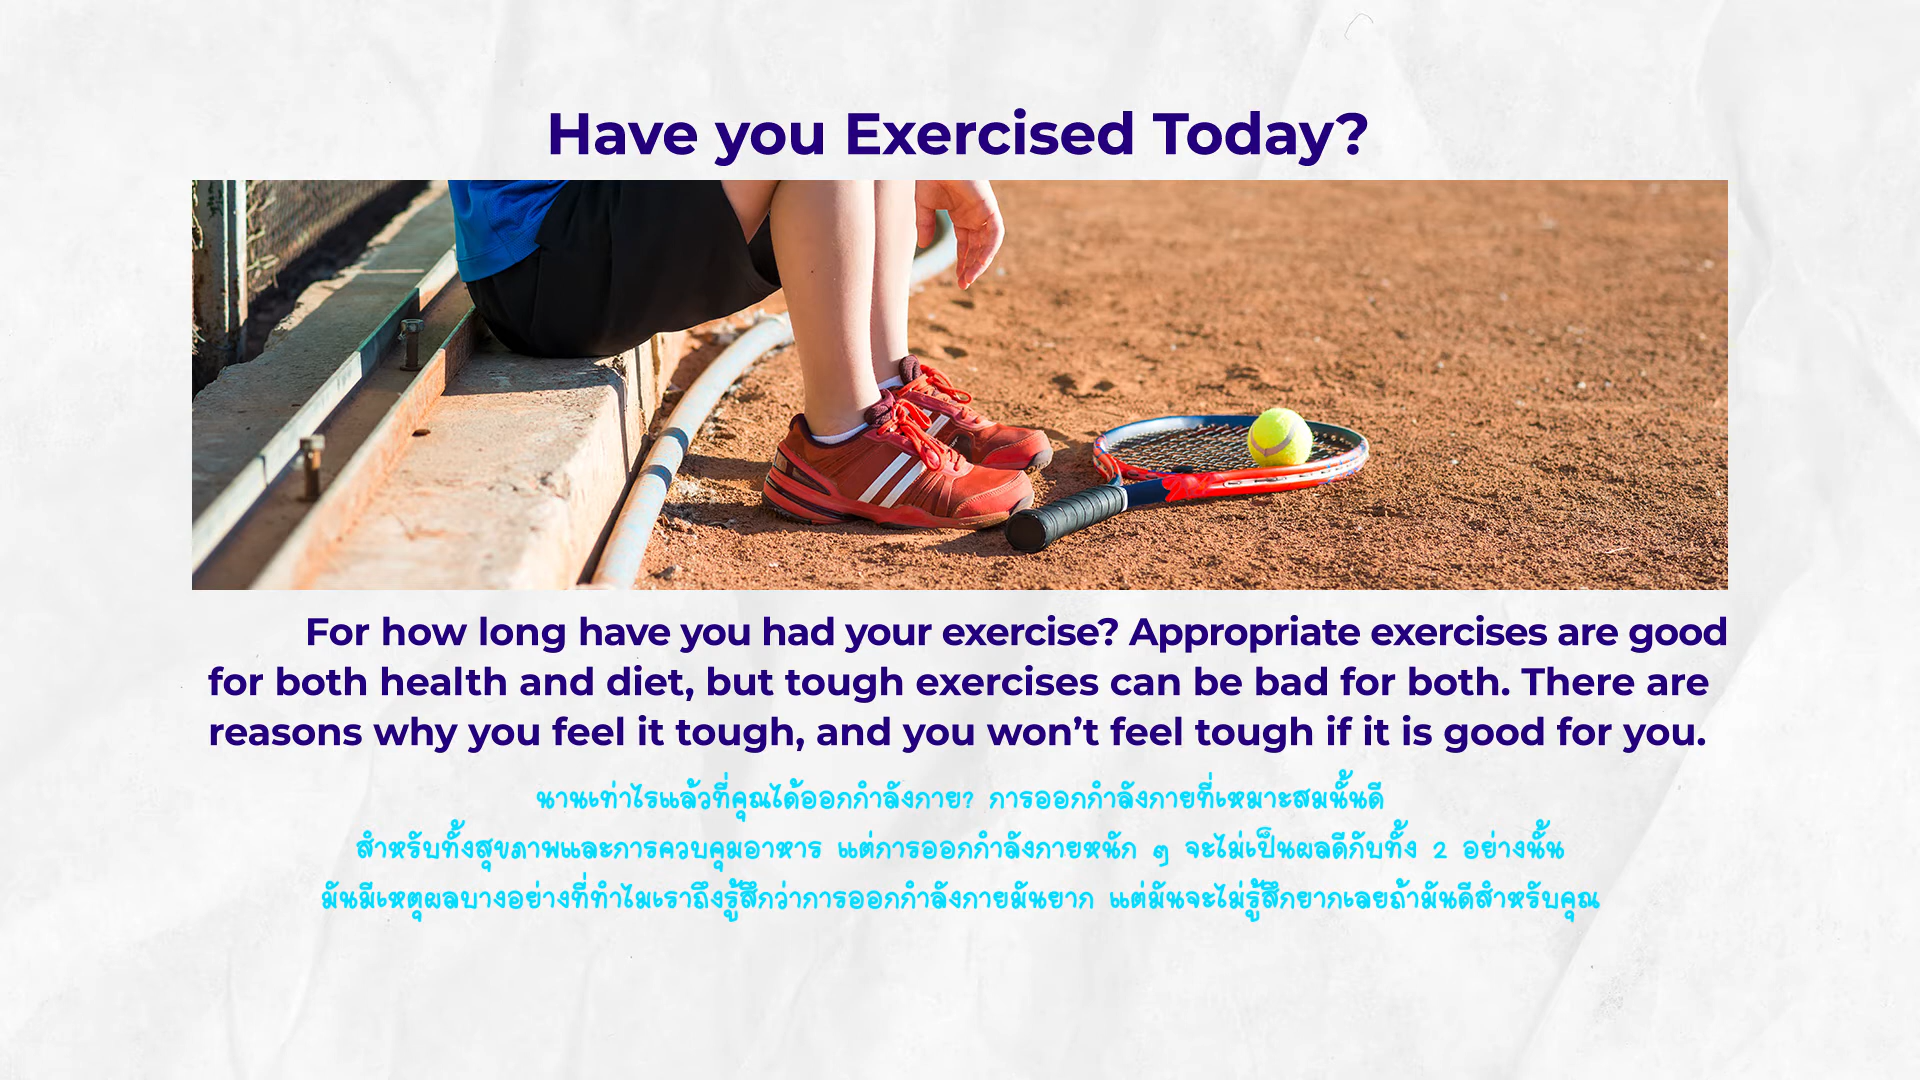 Have you Exercised Today?
For how long have you had your exercise? Appropriate exercises are good
for both health and diet, but tough exercises can be bad for both. There are
reasons why you feel it tough, and you won’t feel tough if it is good for you.
นานเท่าไรแล้วที่คุณได้ออกกำลังกาย? การออกกำลังกายที่เหมาะสมนั้นดี
สำหรับทั้งสุขภาพและการควบคุมอาหาร แต่การออกกำลังกายหนัก ๆ จะไม่เป็นผลดีกับทั้ง 2 อย่างนั้น
มันมีเหตุผลบางอย่างที่ทำไมเราถึงรู้สึกว่าการออกกำลังกายมันยาก แต่มันจะไม่รู้สึกยากเลยถ้ามันดีสำหรับคุณ